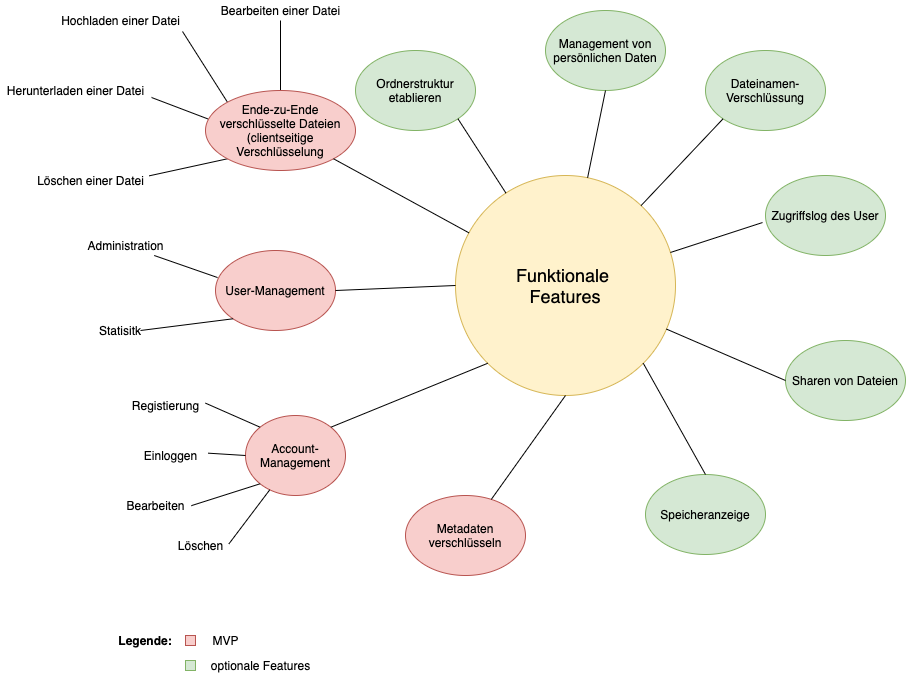 Bearbeiten einer Datei
Hochladen einer Datei
Herunterladen einer Datei
Löschen einer Datei
Ende-zu-Ende
verschlüsselte Dateien
(clientseitige
Verschlüsselung
Ordnerstruktur
etablieren
Management von
persönlichen Daten
Dateinamen-
Verschlüssung
Zugriffslog des User
Administration
Statisitk
User-Management
Funktionale
Features
Sharen von Dateien
Registierung
Einloggen
Bearbeiten
Löschen
Account-
Management
Metadaten
verschlüsseln
Speicheranzeige
Legende:
MVP
optionale Features